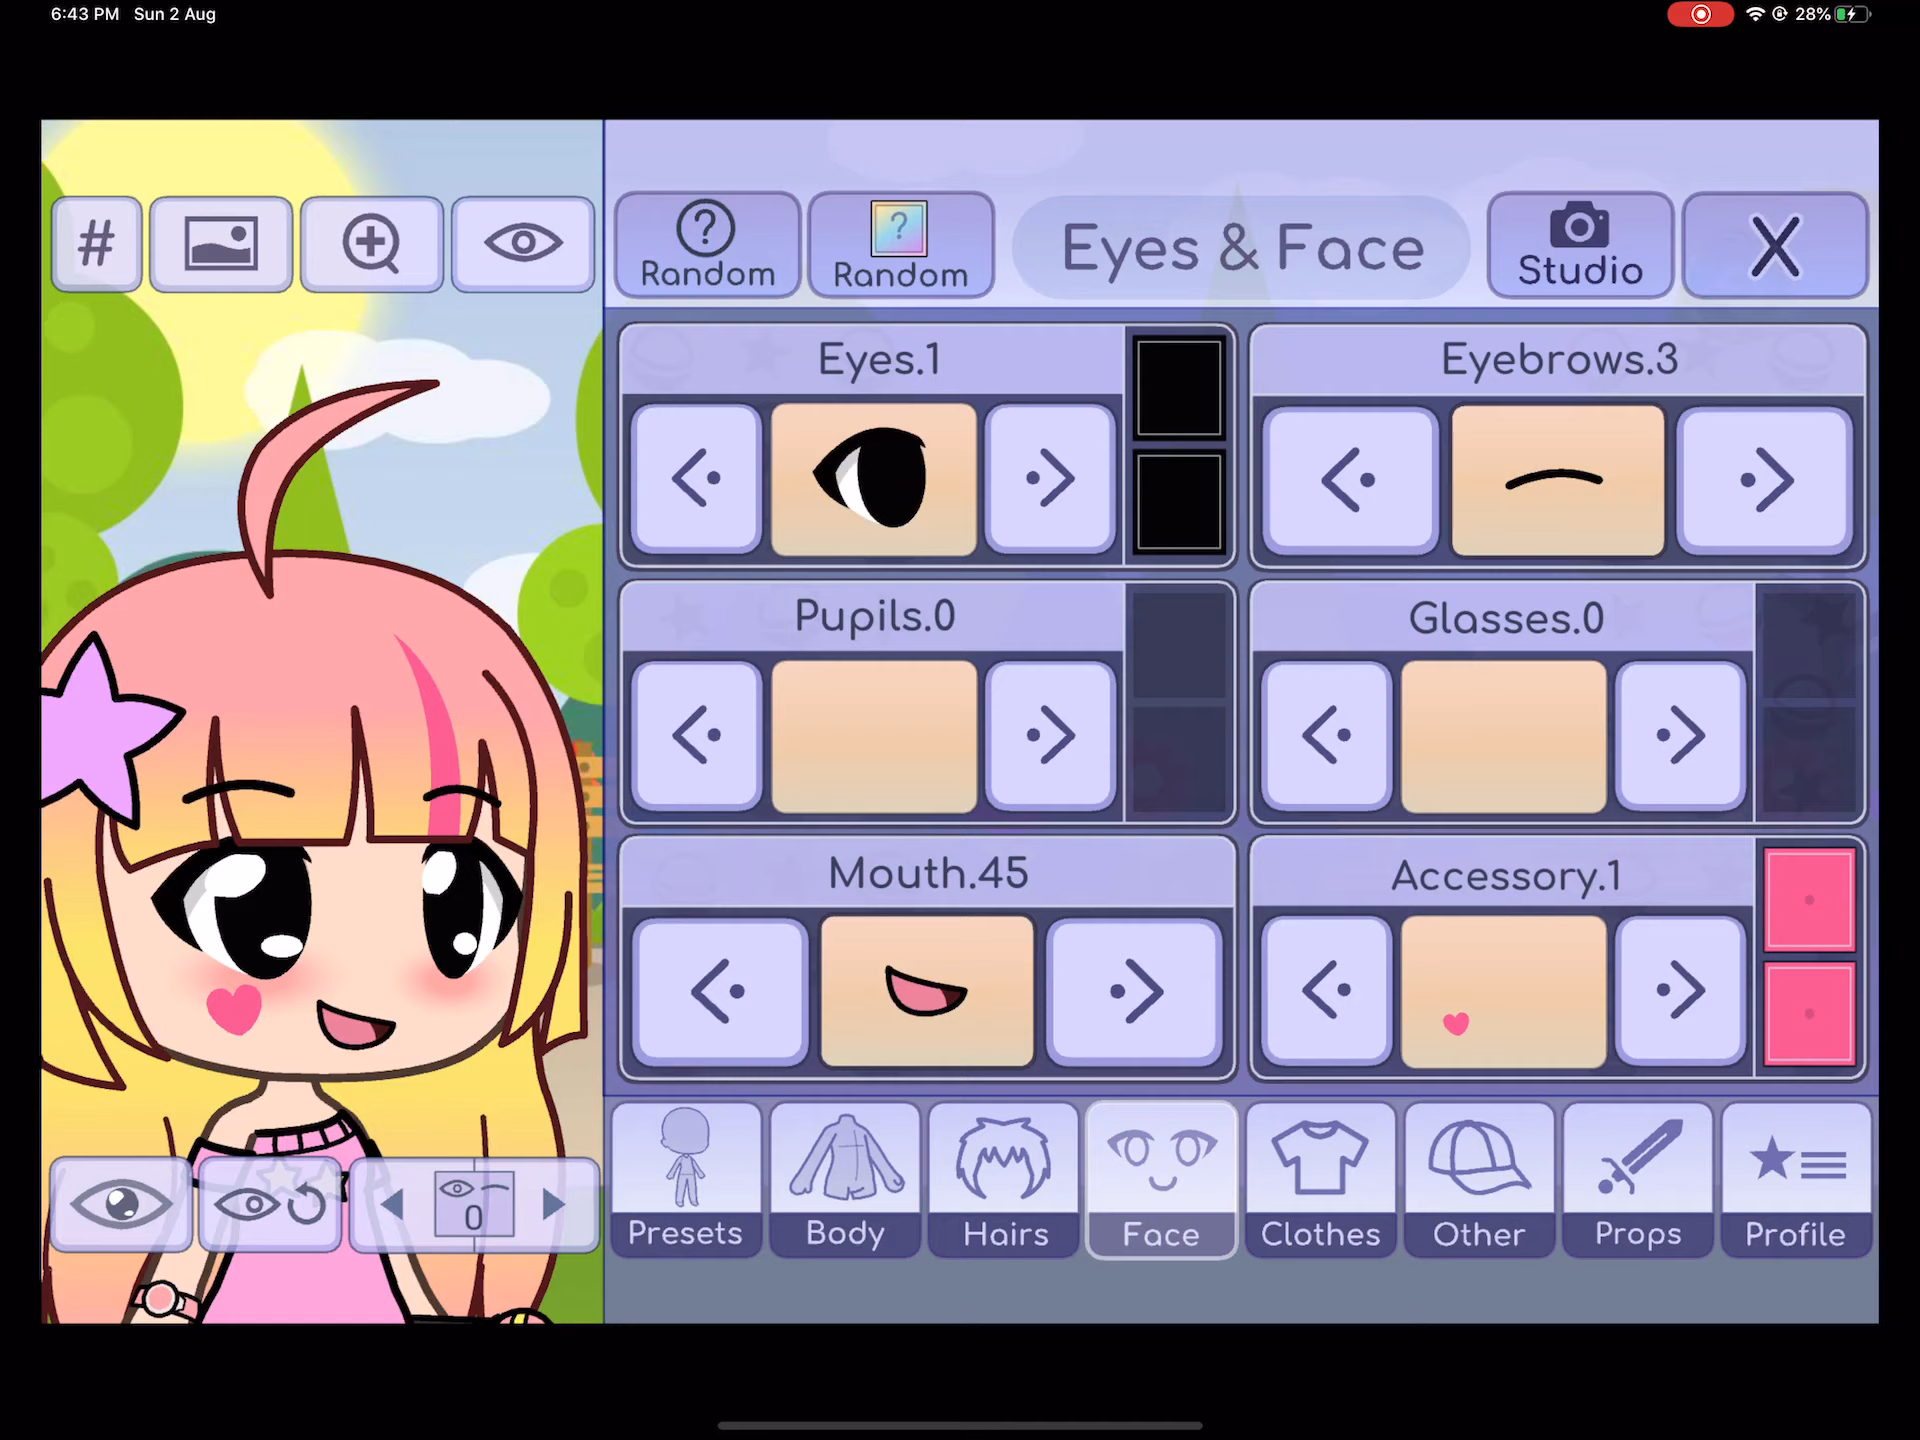 6:43 PM Sun 2 Aug
28%
#
? Random
? Random
Eyes & Face
Studio
X
Eyes.1
Eyebrows.3
Pupils.0
Glasses.0
Mouth.45
Accessory.1
0
Presets
Body
Hairs
Face
Clothes
Other
Props
Profile